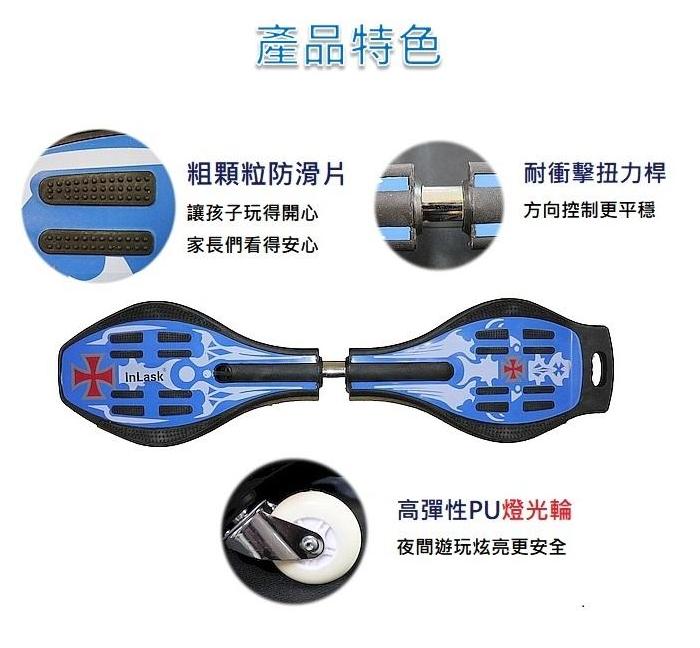 產品特色
粗顆粒防滑片
讓孩子玩得開心
家長們看得安心
耐衝擊扭力桿
方向控制更平穩
InLask®
高彈性PU燈光輪
夜間遊玩炫亮更安全